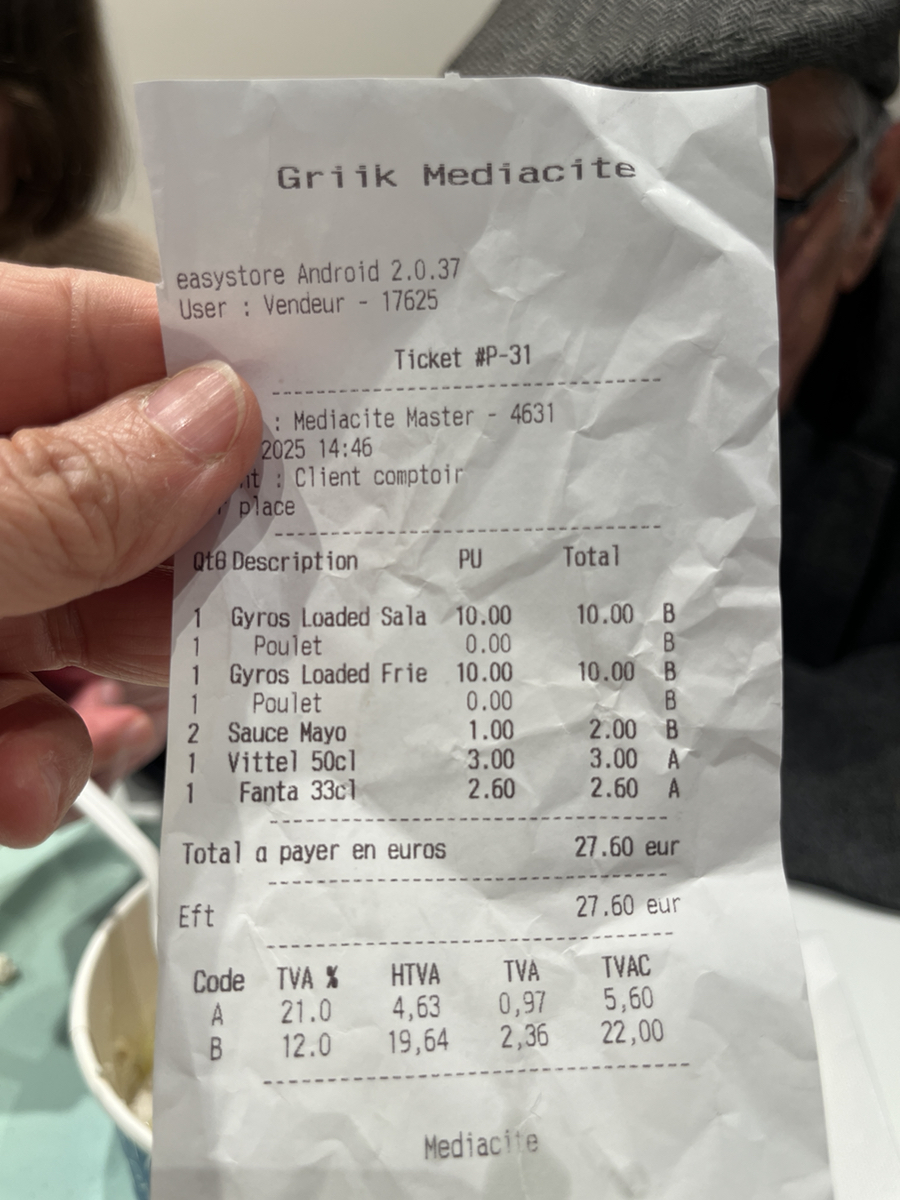 Griik Mediacite
easystore Android 2.0.37
User : Vendeur - 17625
Ticket #P-31
: Mediacite Master - 4631
2025 14:46
nt : Client comptoir
place
Qté Description PU Total
1 Gyros Loaded Sala 10.00 10.00 B
1 Poulet 0.00 B
1 Gyros Loaded Frie 10.00 10.00 B
1 Poulet 0.00 B
2 Sauce Mayo 1.00 2.00 B
1 Vittel 50cl 3.00 3.00 A
1 Fanta 33cl 2.60 2.60 A
Total a payer en euros 27.60 eur
Eft 27.60 eur
Code TVA % HTVA TVA TVAC
A 21.0 4,63 0,97 5,60
B 12.0 19,64 2,36 22,00
Mediacite